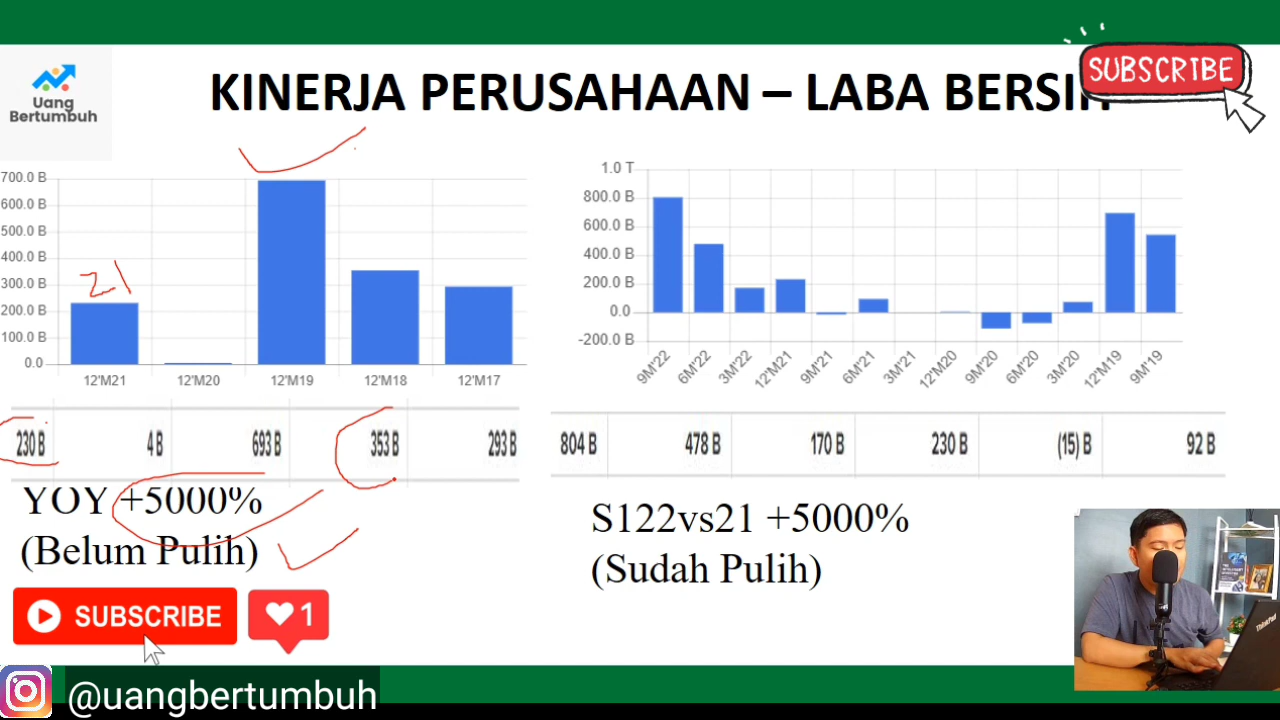 KINERJA PERUSAHAAN – LABA BERSIH
SUBSCRIBE
Uang
Bertumbuh
700.0 B
600.0 B
500.0 B
400.0 B
300.0 B
200.0 B
100.0 B
0.0
21
12'M21 12'M20 12'M19 12'M18 12'M17
1.0 T
800.0 B
600.0 B
400.0 B
200.0 B
0.0
-200.0 B
9M'22 6M'22 3M'22 12'M21 9M'21 6M'21 3M'21 12'M20 9M'20 6M'20 3M'20 12'M19 9M'19
230 B 4 B 693 B 353 B 293 B
804 B 478 B 170 B 230 B (15) B 92 B
YOY +5000%
(Belum Pulih)
S122vs21 +5000%
(Sudah Pulih)
SUBSCRIBE
1
ThinkPad
@uangbertumbuh